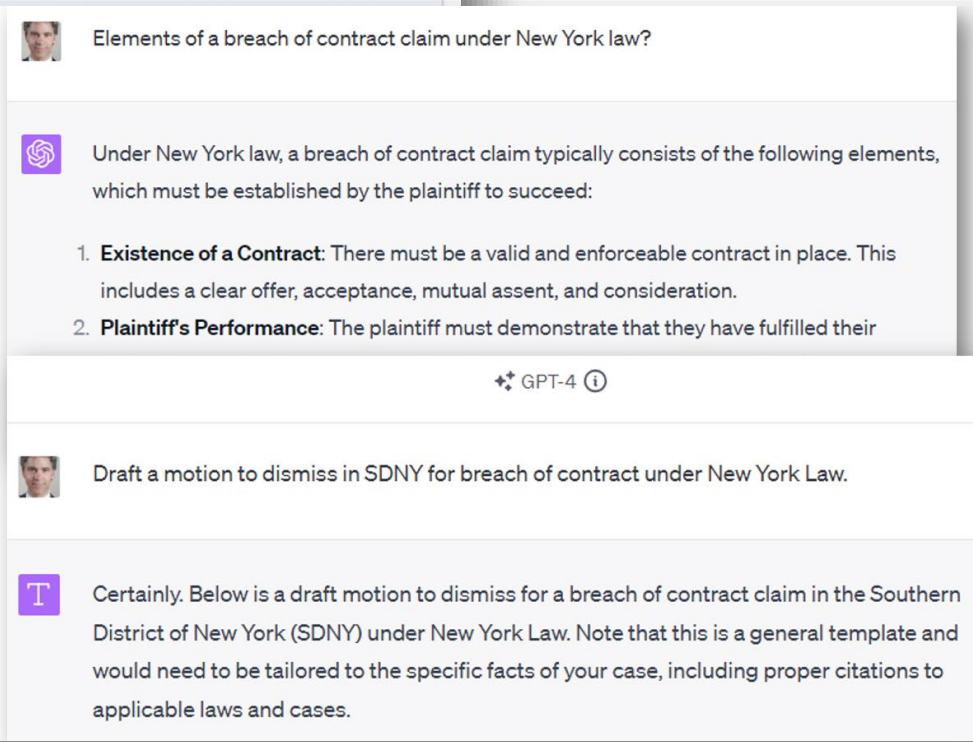 Elements of a breach of contract claim under New York law?
Under New York law, a breach of contract claim typically consists of the following elements,
which must be established by the plaintiff to succeed:
1. Existence of a Contract: There must be a valid and enforceable contract in place. This
includes a clear offer, acceptance, mutual assent, and consideration.
2. Plaintiff's Performance: The plaintiff must demonstrate that they have fulfilled their
GPT-4
Draft a motion to dismiss in SDNY for breach of contract under New York Law.
T
Certainly. Below is a draft motion to dismiss for a breach of contract claim in the Southern
District of New York (SDNY) under New York Law. Note that this is a general template and
would need to be tailored to the specific facts of your case, including proper citations to
applicable laws and cases.